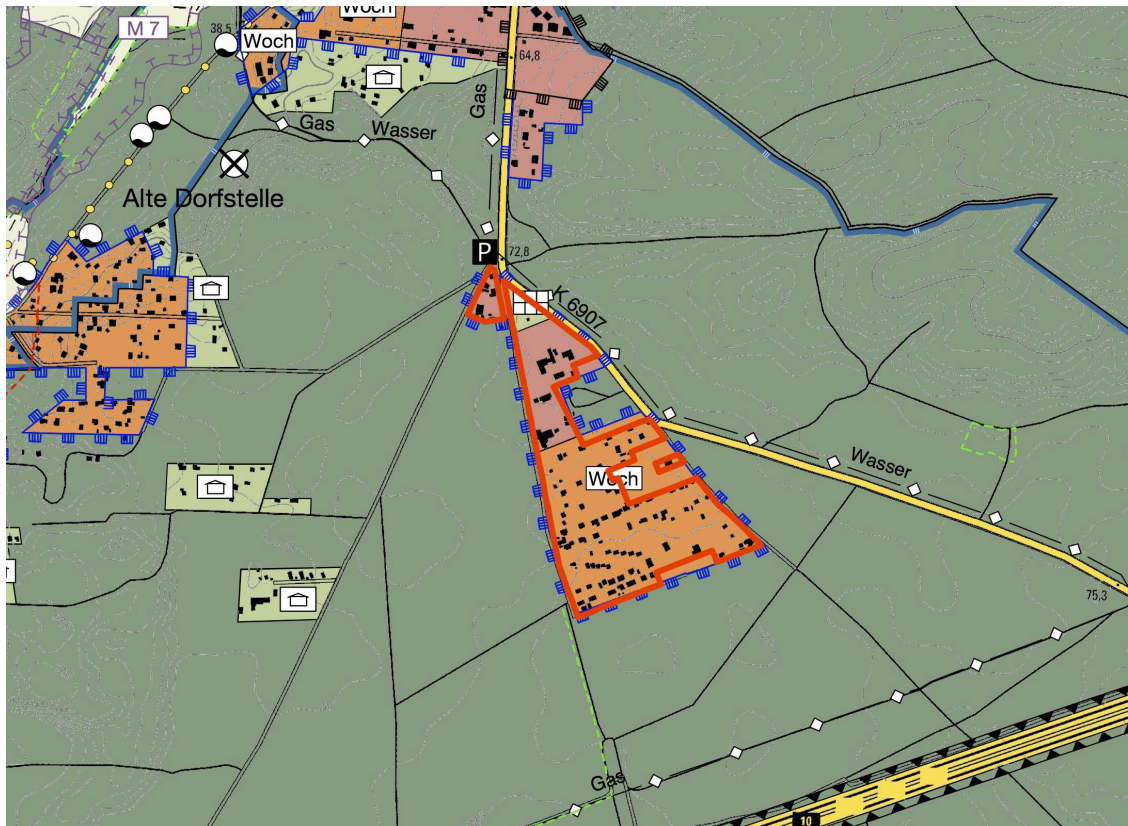 Woch
M 7
38,5
Woch
64,8
Gas
Gas
Wasser
Alte Dorfstelle
P
72,8
K 6907
Wasser
Woch
75,3
Gas
10